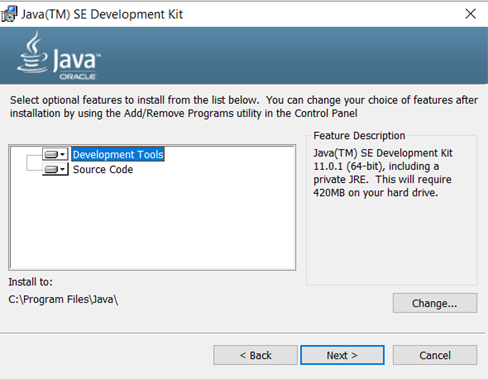 Java(TM) SE Development Kit
Java™
ORACLE
Select optional features to install from the list below. You can change your choice of features after
installation by using the Add/Remove Programs utility in the Control Panel
Development Tools
Source Code
Feature Description
Java(TM) SE Development Kit
11.0.1 (64-bit), including a
private JRE. This will require
420MB on your hard drive.
Install to:
C:\Program Files\Java\
Change...
< Back
Next >
Cancel